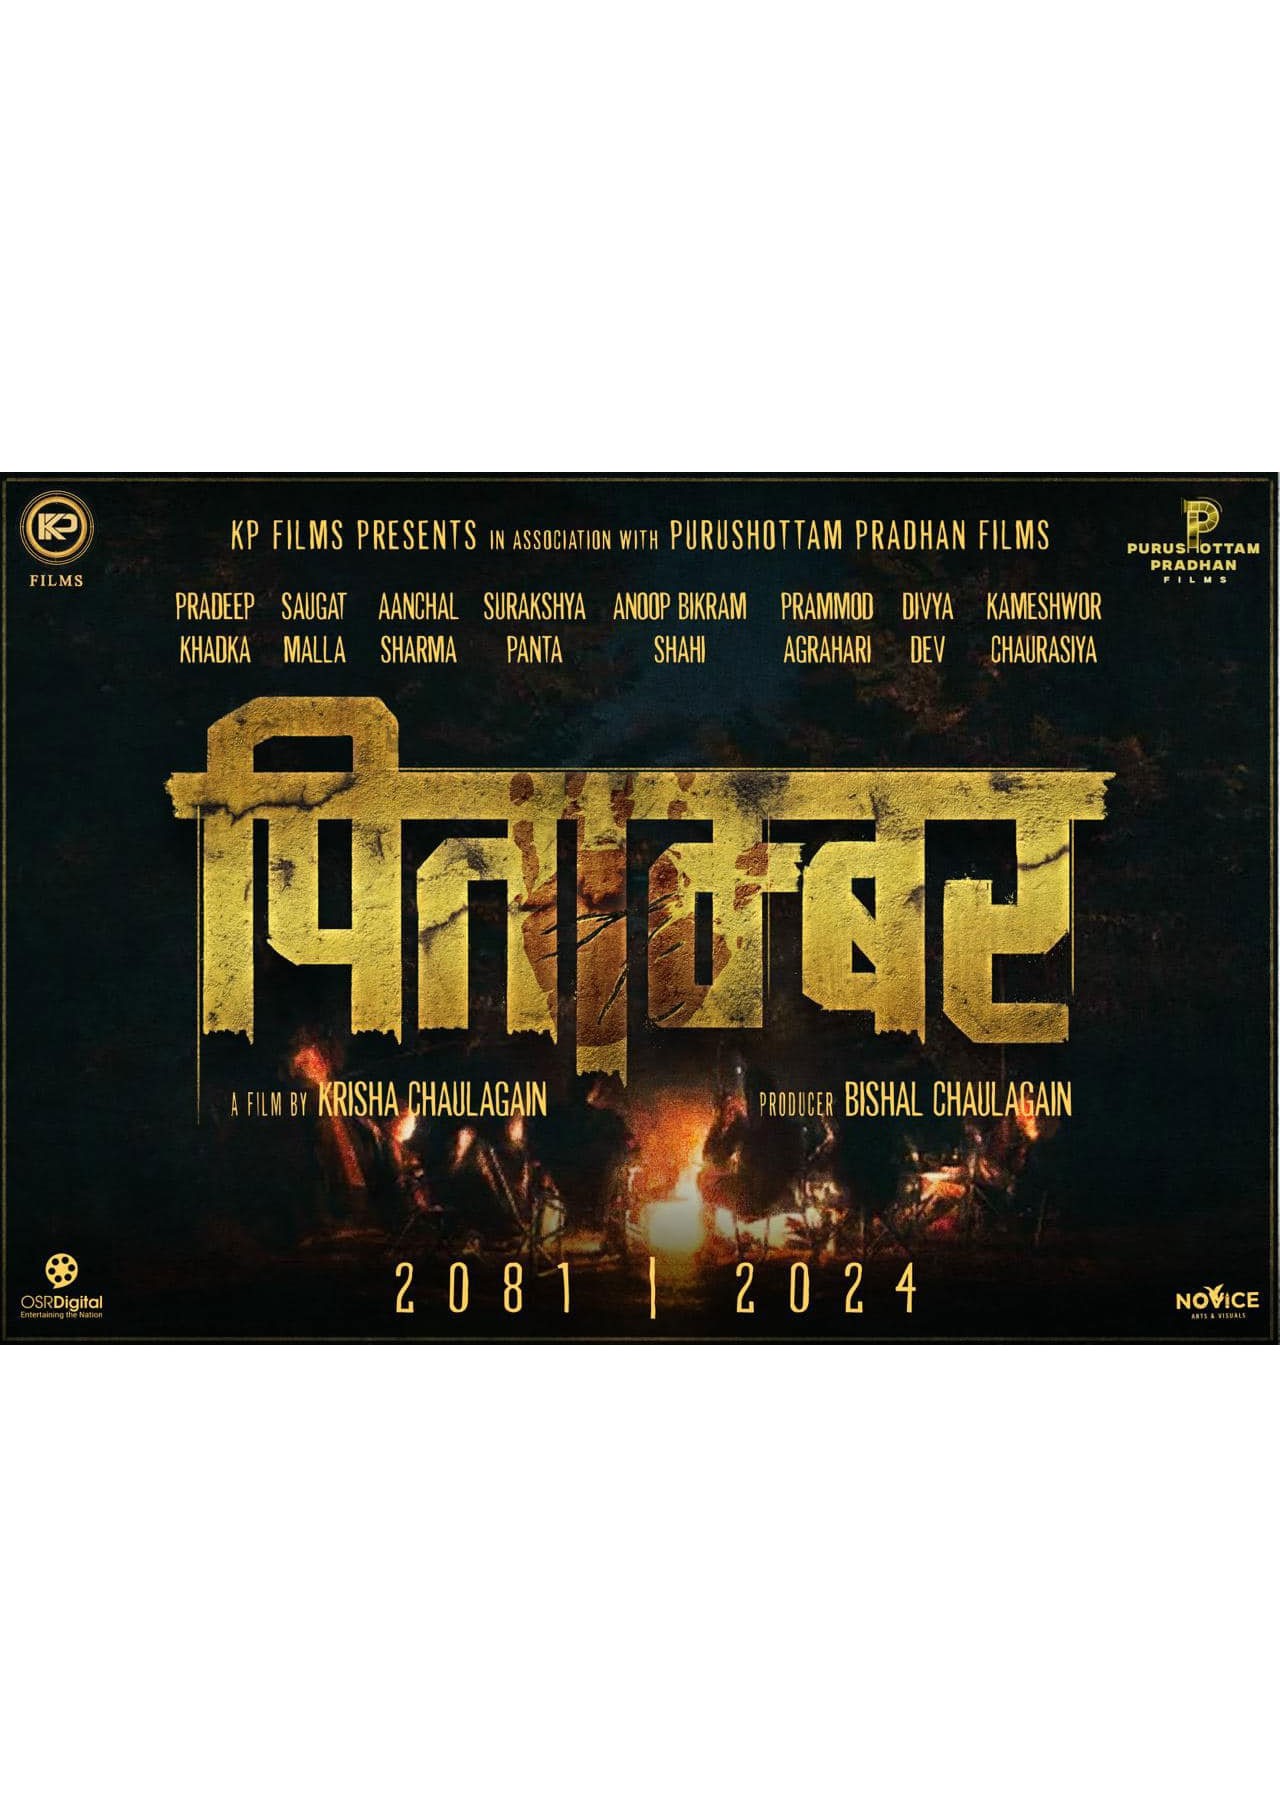 KP FILMS
KP FILMS PRESENTS IN ASSOCIATION WITH PURUSHOTTAM PRADHAN FILMS
PURUSHOTTAM
PRADHAN
FILMS
PRADEEP KHADKA
SAUGAT MALLA
AANCHAL SHARMA
SURAKSHYA PANTA
ANOOP BIKRAM SHAHI
PRAMMOD AGRAHARI
DIVYA DEV
KAMESHWOR CHAURASIYA
पिताम्बर
A FILM BY KRISHA CHAULAGAIN
PRODUCER BISHAL CHAULAGAIN
2081 | 2024
OSRDigital
Entertaining the Nation
NOVICE
ARTS & VISUALS